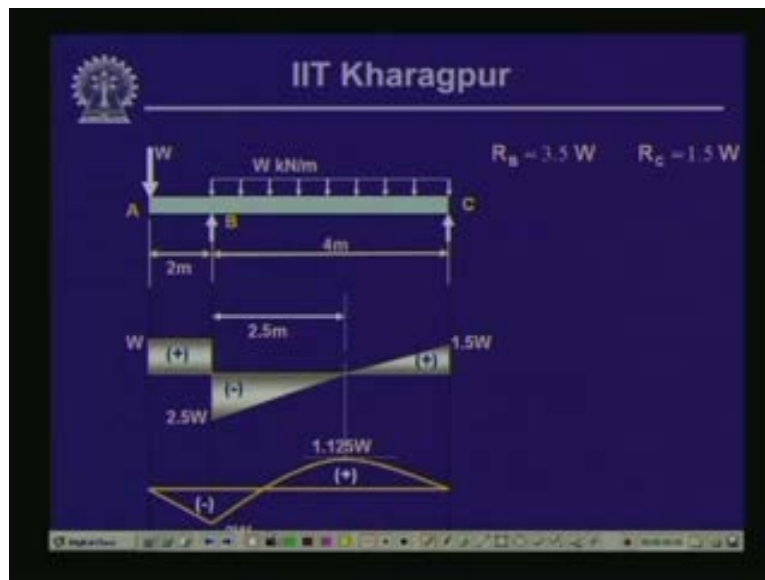 IIT Kharagpur
W
W kN/m
R_B = 3.5 W R_C = 1.5 W
A
B
C
4m
2m
2.5m
W
(+)
1.5W
(+)
(-)
2.5W
1.125W
(+)
(-)